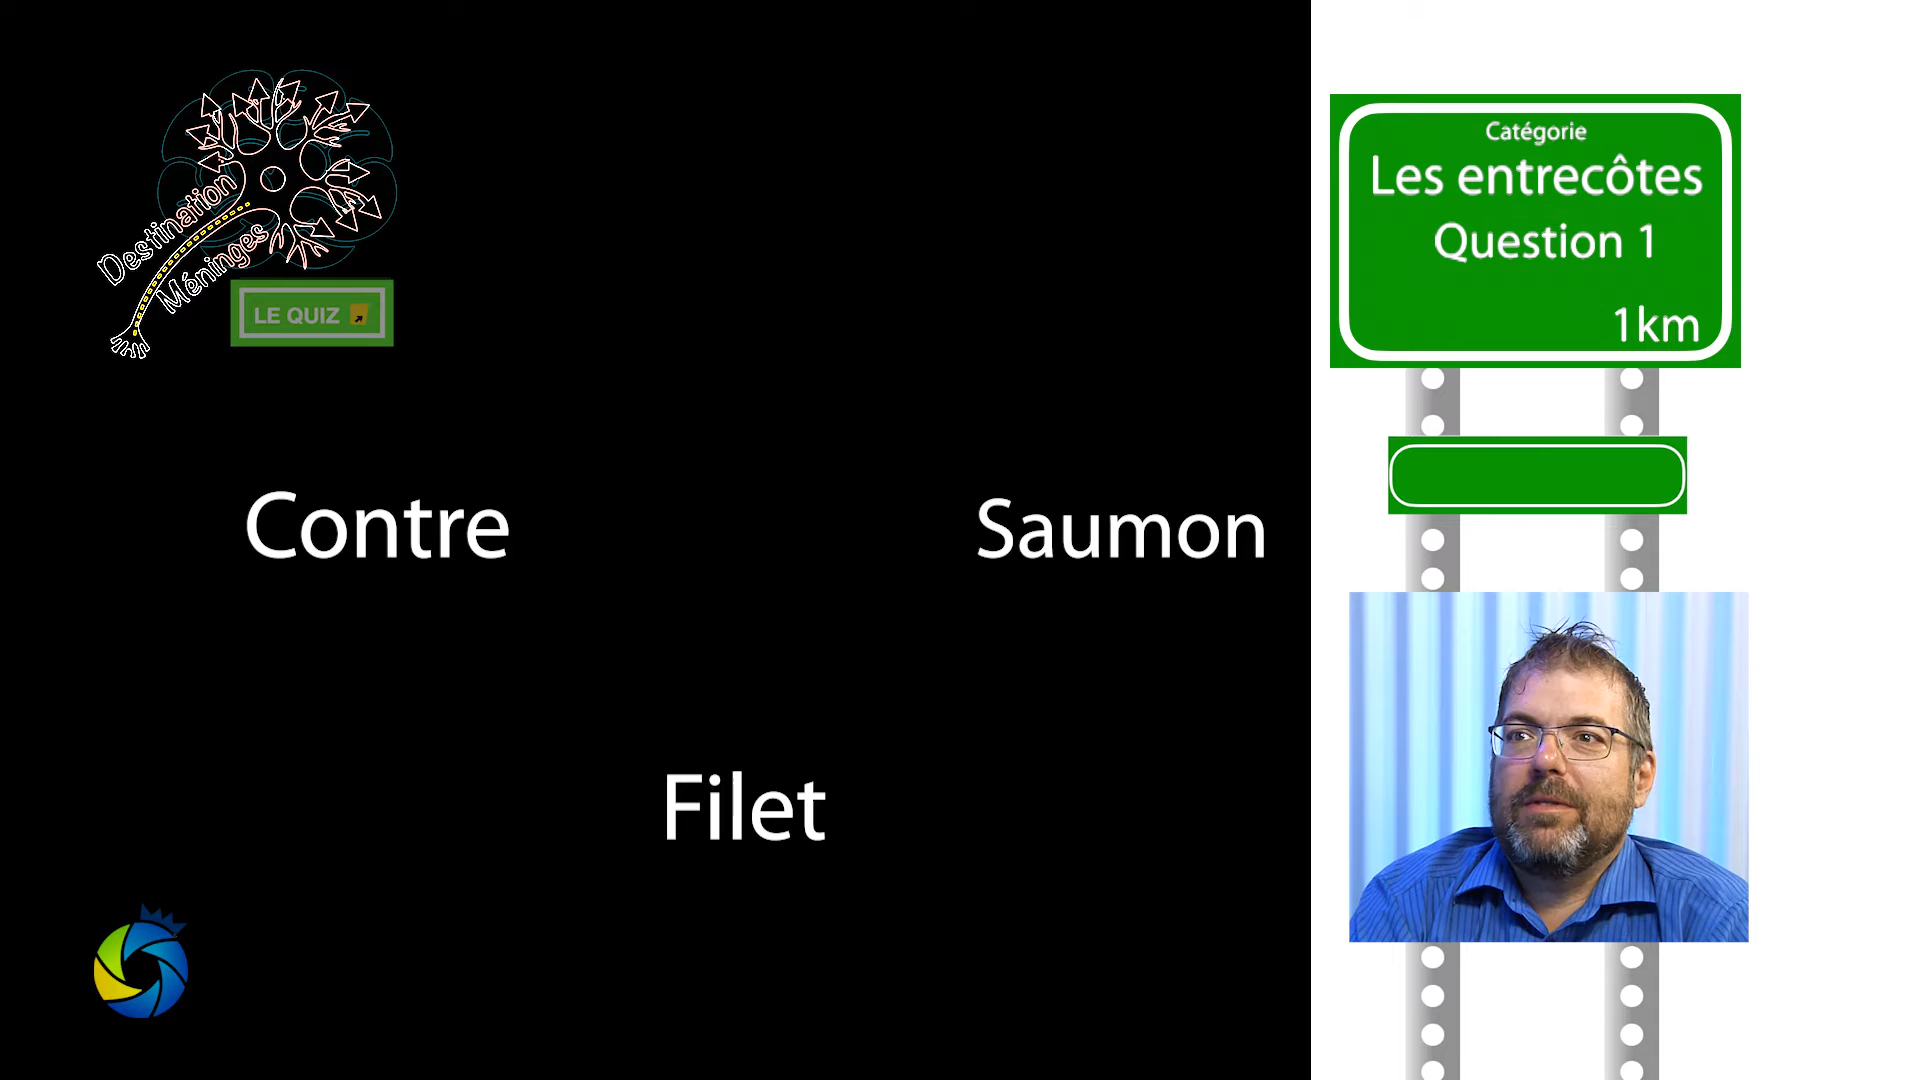 Destination
Méninges
LE QUIZ
Catégorie
Les entrecôtes
Question 1
1km
Contre
Saumon
Filet